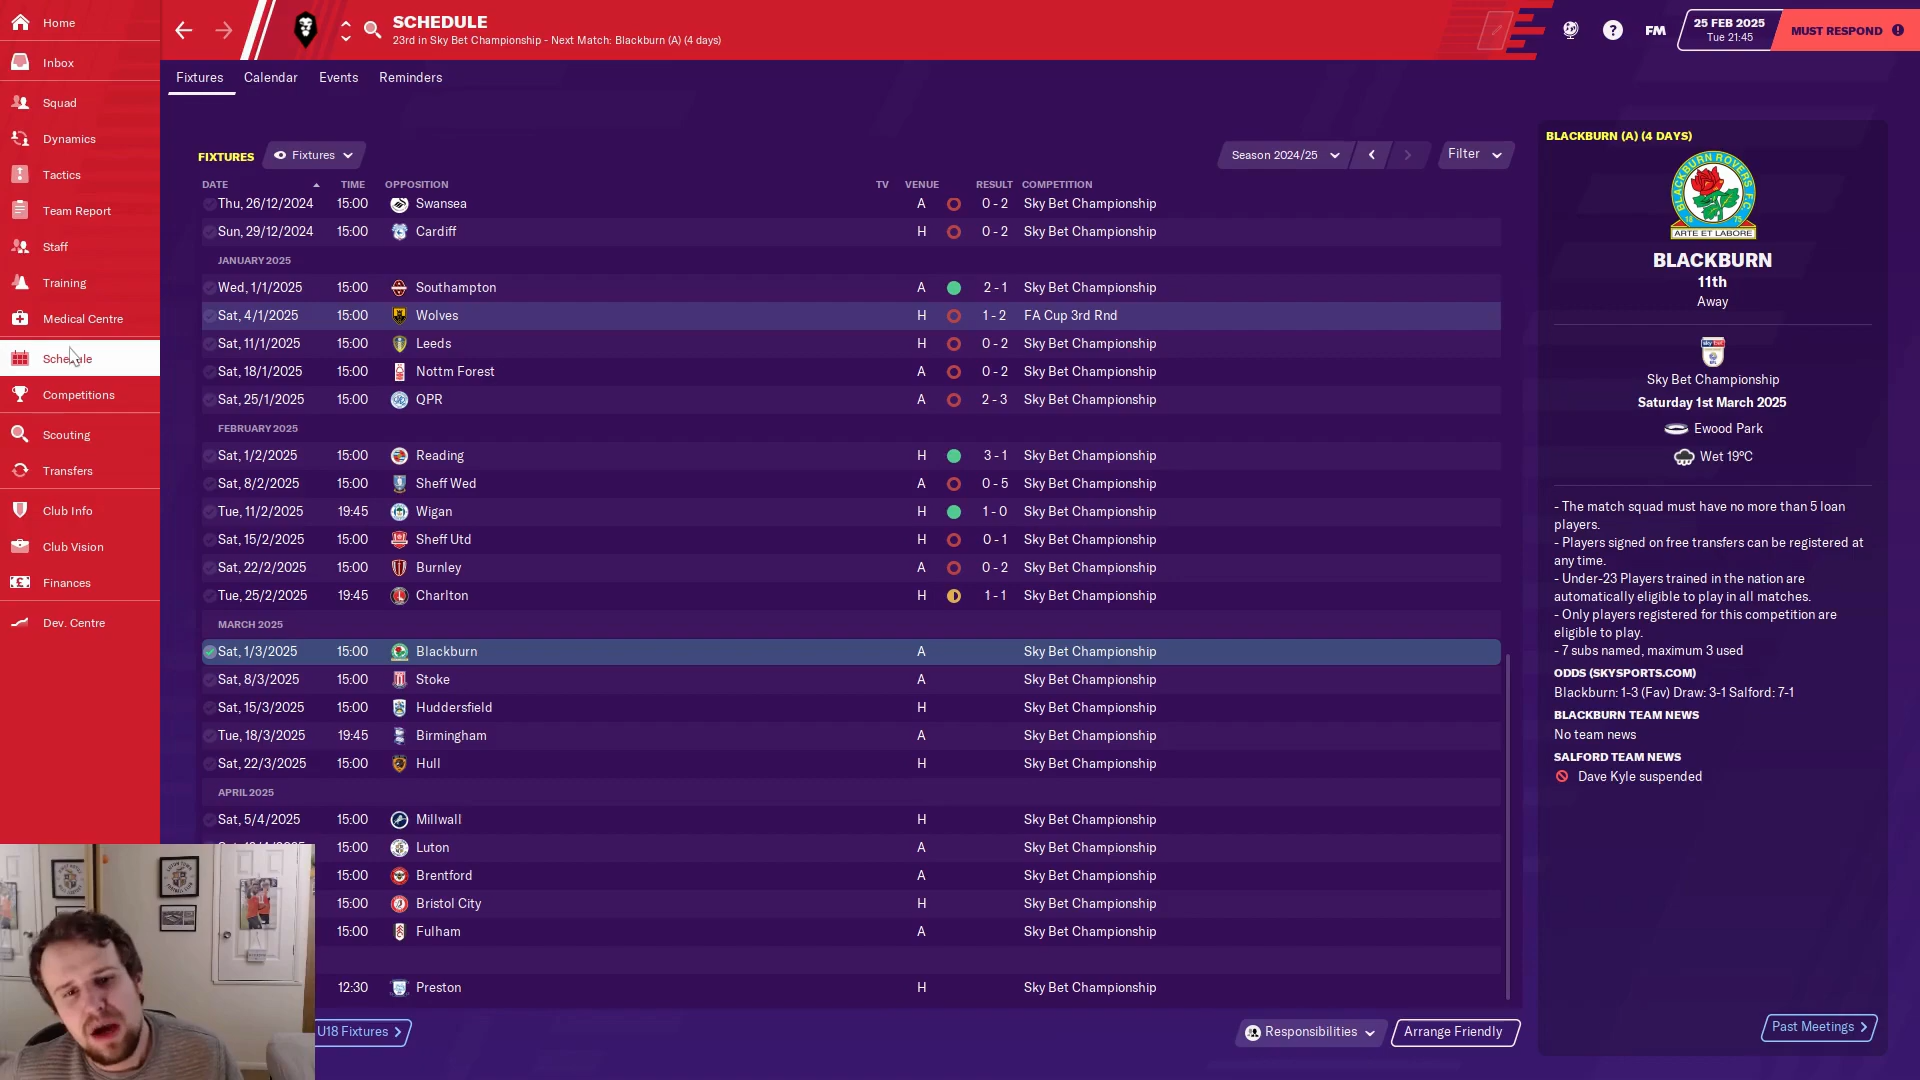 Home
Inbox
Squad
Dynamics
Tactics
Team Report
Staff
Training
Medical Centre
Schedule
Competitions
Scouting
Transfers
Club Info
Club Vision
Finances
Dev. Centre
SCHEDULE
23rd in Sky Bet Championship - Next Match: Blackburn (A) (4 days)
FM
25 FEB 2025
Tue 21:45
MUST RESPOND
Fixtures Calendar Events Reminders
FIXTURES Fixtures Season 2024/25 Filter
DATE TIME OPPOSITION TV VENUE RESULT COMPETITION
Thu, 26/12/2024 15:00 Swansea A 0 - 2 Sky Bet Championship
Sun, 29/12/2024 15:00 Cardiff H 0 - 2 Sky Bet Championship
JANUARY 2025
Wed, 1/1/2025 15:00 Southampton A 2 - 1 Sky Bet Championship
Sat, 4/1/2025 15:00 Wolves H 1 - 2 FA Cup 3rd Rnd
Sat, 11/1/2025 15:00 Leeds H 0 - 2 Sky Bet Championship
Sat, 18/1/2025 15:00 Nottm Forest A 0 - 2 Sky Bet Championship
Sat, 25/1/2025 15:00 QPR A 2 - 3 Sky Bet Championship
FEBRUARY 2025
Sat, 1/2/2025 15:00 Reading H 3 - 1 Sky Bet Championship
Sat, 8/2/2025 15:00 Sheff Wed A 0 - 5 Sky Bet Championship
Tue, 11/2/2025 19:45 Wigan H 1 - 0 Sky Bet Championship
Sat, 15/2/2025 15:00 Sheff Utd H 0 - 1 Sky Bet Championship
Sat, 22/2/2025 15:00 Burnley A 0 - 2 Sky Bet Championship
Tue, 25/2/2025 19:45 Charlton H 1 - 1 Sky Bet Championship
MARCH 2025
Sat, 1/3/2025 15:00 Blackburn A Sky Bet Championship
Sat, 8/3/2025 15:00 Stoke A Sky Bet Championship
Sat, 15/3/2025 15:00 Huddersfield H Sky Bet Championship
Tue, 18/3/2025 19:45 Birmingham A Sky Bet Championship
Sat, 22/3/2025 15:00 Hull H Sky Bet Championship
APRIL 2025
Sat, 5/4/2025 15:00 Millwall H Sky Bet Championship
15:00 Luton A Sky Bet Championship
15:00 Brentford A Sky Bet Championship
15:00 Bristol City H Sky Bet Championship
15:00 Fulham A Sky Bet Championship
12:30 Preston H Sky Bet Championship
U18 Fixtures
Responsibilities
Arrange Friendly
BLACKBURN (A) (4 DAYS)
BLACKBURN ROVERS F.C.
18 75
ARTE ET LABORE
BLACKBURN
11th
Away
sky bet
EFL
Sky Bet Championship
Saturday 1st March 2025
Ewood Park
Wet 19°C
- The match squad must have no more than 5 loan
players.
- Players signed on free transfers can be registered at
any time.
- Under-23 Players trained in the nation are
automatically eligible to play in all matches.
- Only players registered for this competition are
eligible to play.
- 7 subs named, maximum 3 used
ODDS (SKYSPORTS.COM)
Blackburn: 1-3 (Fav) Draw: 3-1 Salford: 7-1
BLACKBURN TEAM NEWS
No team news
SALFORD TEAM NEWS
Dave Kyle suspended
Past Meetings